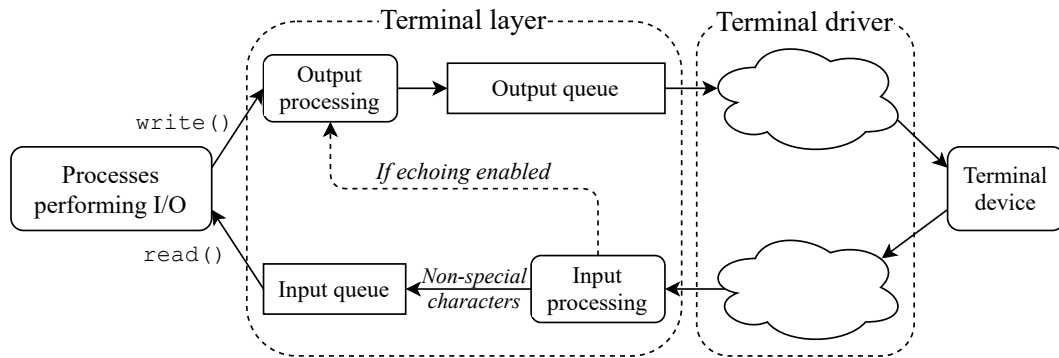 Terminal layer
Terminal driver
Output
processing
Output queue
write()
If echoing enabled
Processes
performing I/O
Terminal
device
read()
Input queue
Non-special
characters
Input
processing